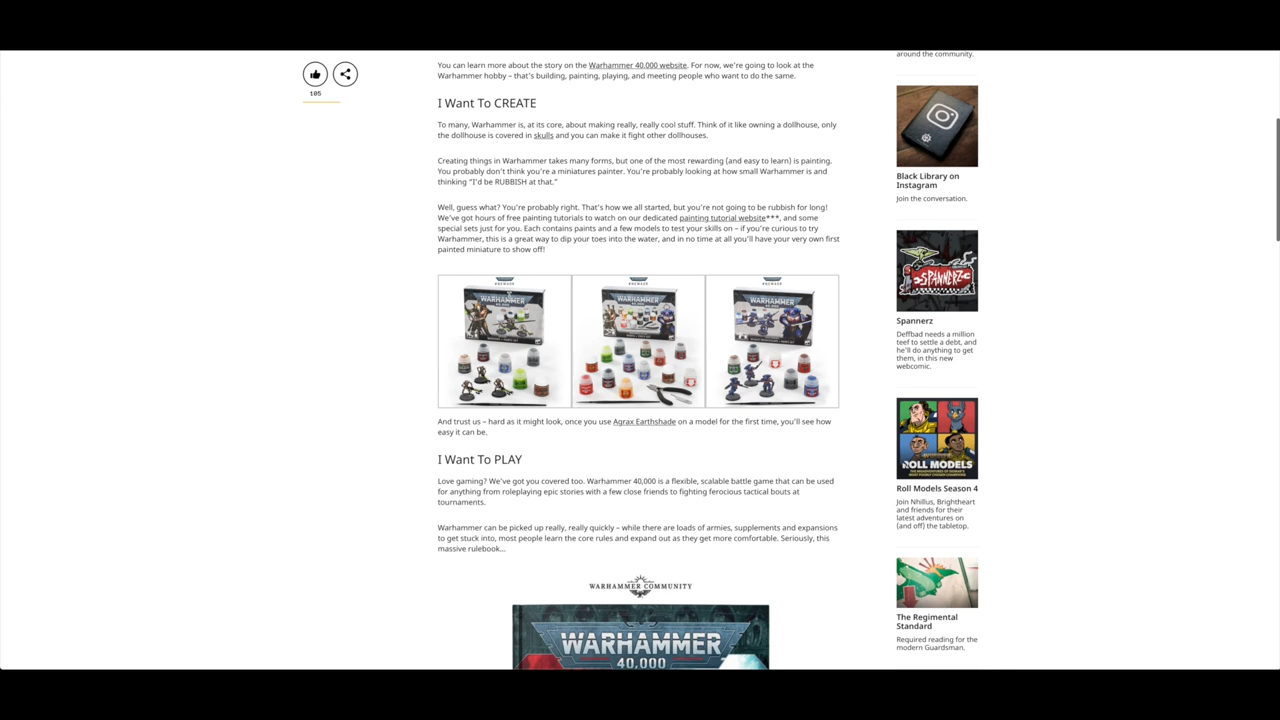 around the community.
105
You can learn more about the story on the Warhammer 40,000 website. For now, we're going to look at the
Warhammer hobby – that's building, painting, playing, and meeting people who want to do the same.
I Want To CREATE
To many, Warhammer is, at its core, about making really, really cool stuff. Think of it like owning a dollhouse, only
the dollhouse is covered in skulls and you can make it fight other dollhouses.
Creating things in Warhammer takes many forms, but one of the most rewarding (and easy to learn) is painting.
You probably don't think you're a miniatures painter. You're probably looking at how small Warhammer is and
thinking “I'd be RUBBISH at that.”
Well, guess what? You're probably right. That's how we all started, but you're not going to be rubbish for long!
We've got hours of free painting tutorials to watch on our dedicated painting tutorial website***, and some
special sets just for you. Each contains paints and a few models to test your skills on – if you're curious to try
Warhammer, this is a great way to dip your toes into the water, and in no time at all you'll have your very own first
painted miniature to show off!
WARHAMMER
40,000
WARHAMMER
40,000
WARHAMMER
40,000
And trust us – hard as it might look, once you use Agrax Earthshade on a model for the first time, you'll see how
easy it can be.
I Want To PLAY
Love gaming? We've got you covered too. Warhammer 40,000 is a flexible, scalable battle game that can be used
for anything from roleplaying epic stories with a few close friends to fighting ferocious tactical bouts at
tournaments.
Warhammer can be picked up really, really quickly – while there are loads of armies, supplements and expansions
to get stuck into, most people learn the core rules and expand out as they get more comfortable. Seriously, this
massive rulebook...
WARHAMMER COMMUNITY
WARHAMMER
40,000
Black Library on
Instagram
Join the conversation.
SPANNERZ
Spannerz
Deffbad needs a million
teef to settle a debt, and
he'll do anything to get
them, in this new
webcomic.
ROLL MODELS
Roll Models Season 4
Join Nhillus, Brightheart
and friends for their
latest adventures on
(and off) the tabletop.
The Regimental
Standard
Required reading for the
modern Guardsman.